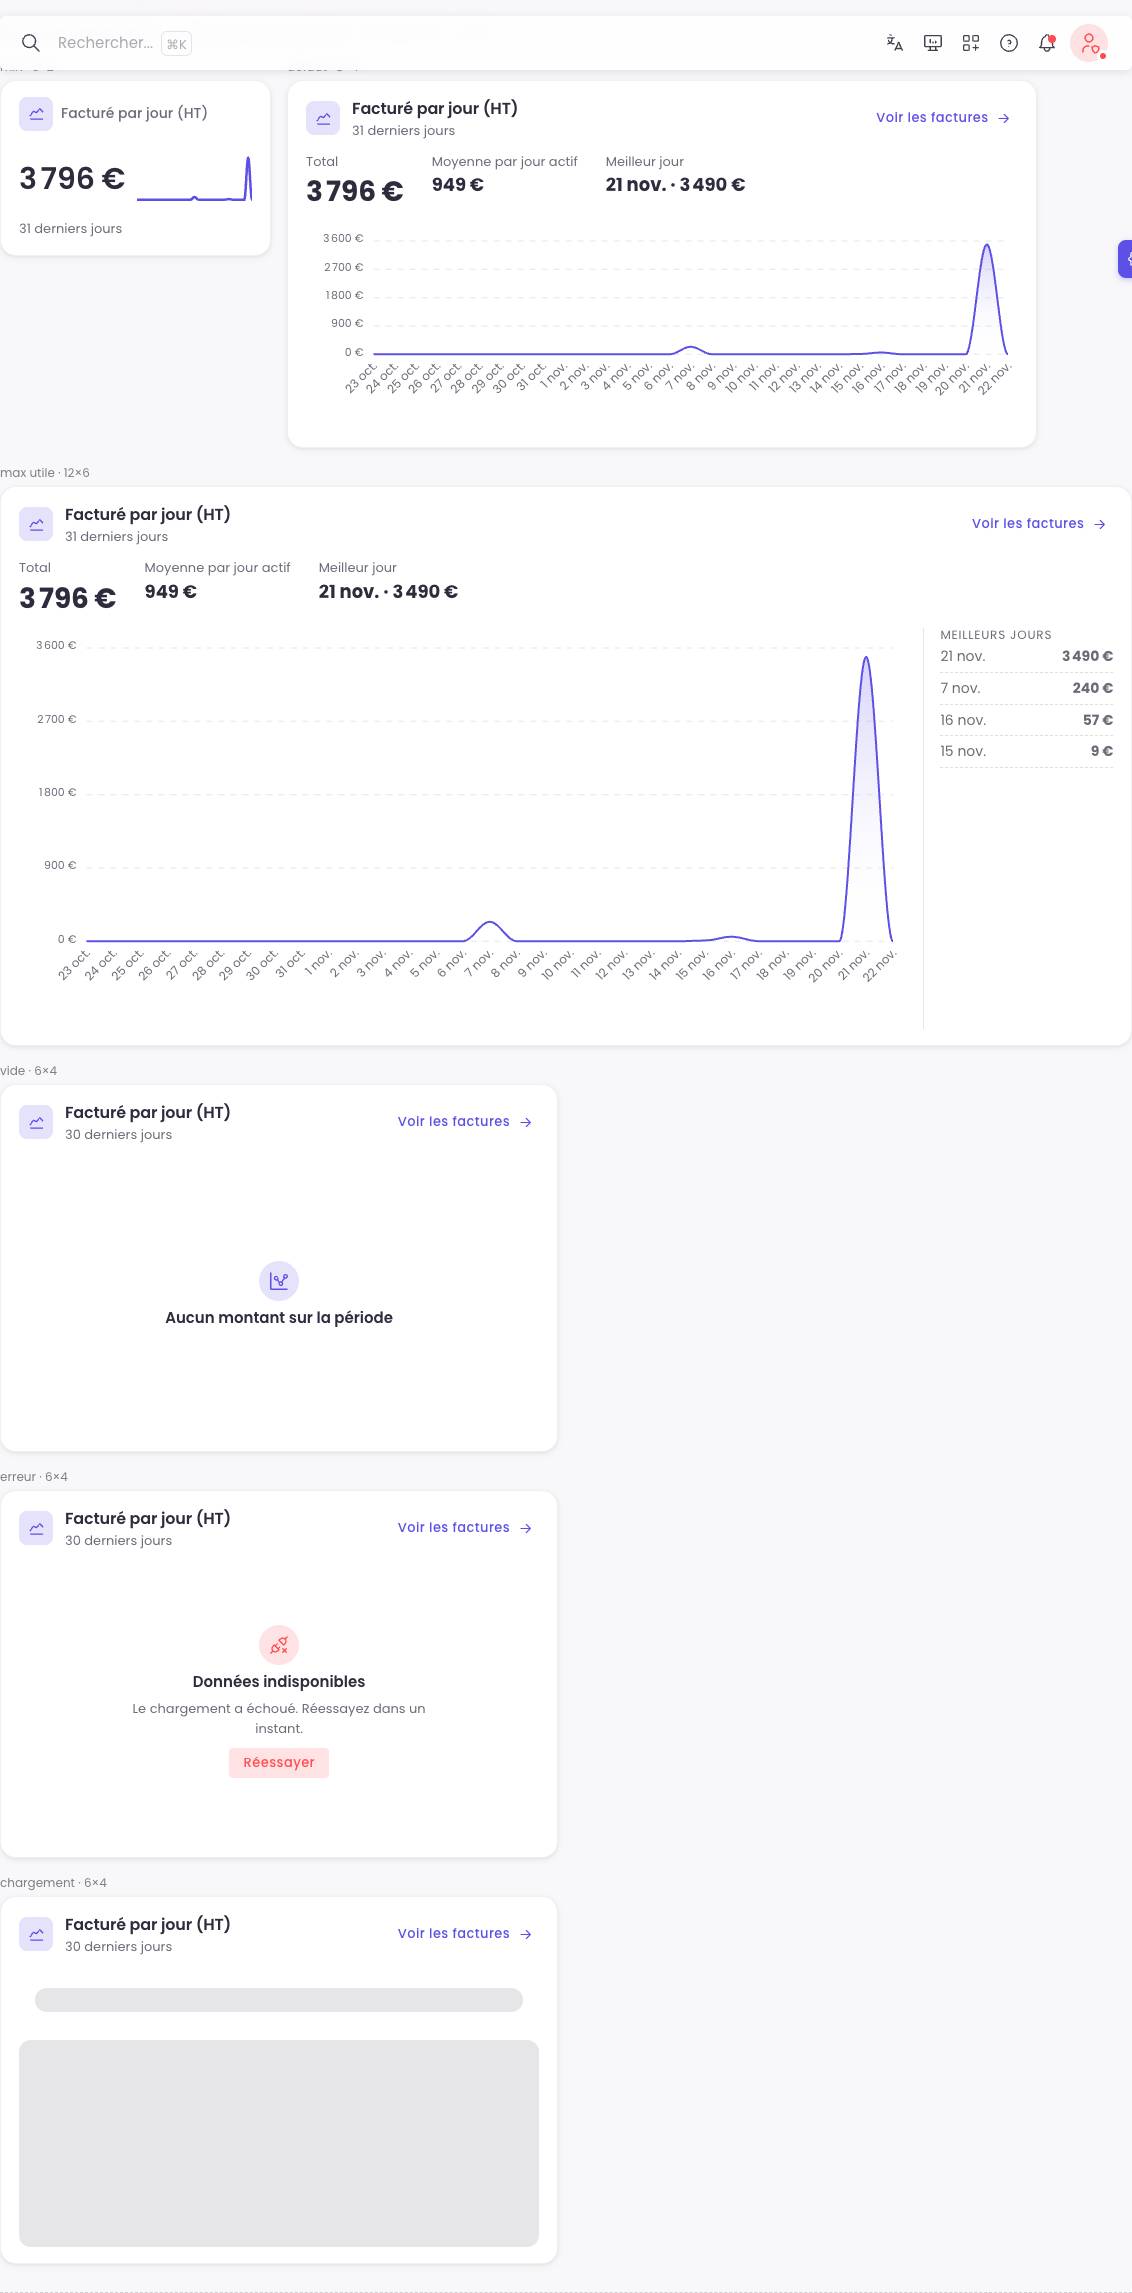 Rechercher... ⌘K
Facturé par jour (HT)
3 796 €
31 derniers jours
Facturé par jour (HT)
31 derniers jours
Voir les factures →
Total
3 796 €
Moyenne par jour actif
949 €
Meilleur jour
21 nov. · 3 490 €
3 600 €
2 700 €
1 800 €
900 €
0 €
23 oct. 24 oct. 25 oct. 26 oct. 27 oct. 28 oct. 29 oct. 30 oct. 31 oct. 1 nov. 2 nov. 3 nov. 4 nov. 5 nov. 6 nov. 7 nov. 8 nov. 9 nov. 10 nov. 11 nov. 12 nov. 13 nov. 14 nov. 15 nov. 16 nov. 17 nov. 18 nov. 19 nov. 20 nov. 21 nov. 22 nov.
max utile · 12×6
Facturé par jour (HT)
31 derniers jours
Voir les factures →
Total
3 796 €
Moyenne par jour actif
949 €
Meilleur jour
21 nov. · 3 490 €
3 600 €
2 700 €
1 800 €
900 €
0 €
23 oct. 24 oct. 25 oct. 26 oct. 27 oct. 28 oct. 29 oct. 30 oct. 31 oct. 1 nov. 2 nov. 3 nov. 4 nov. 5 nov. 6 nov. 7 nov. 8 nov. 9 nov. 10 nov. 11 nov. 12 nov. 13 nov. 14 nov. 15 nov. 16 nov. 17 nov. 18 nov. 19 nov. 20 nov. 21 nov. 22 nov.
MEILLEURS JOURS
21 nov. 3 490 €
7 nov. 240 €
16 nov. 57 €
15 nov. 9 €
vide · 6×4
Facturé par jour (HT)
30 derniers jours
Voir les factures →
Aucun montant sur la période
erreur · 6×4
Facturé par jour (HT)
30 derniers jours
Voir les factures →
Données indisponibles
Le chargement a échoué. Réessayez dans un
instant.
Réessayer
chargement · 6×4
Facturé par jour (HT)
30 derniers jours
Voir les factures →